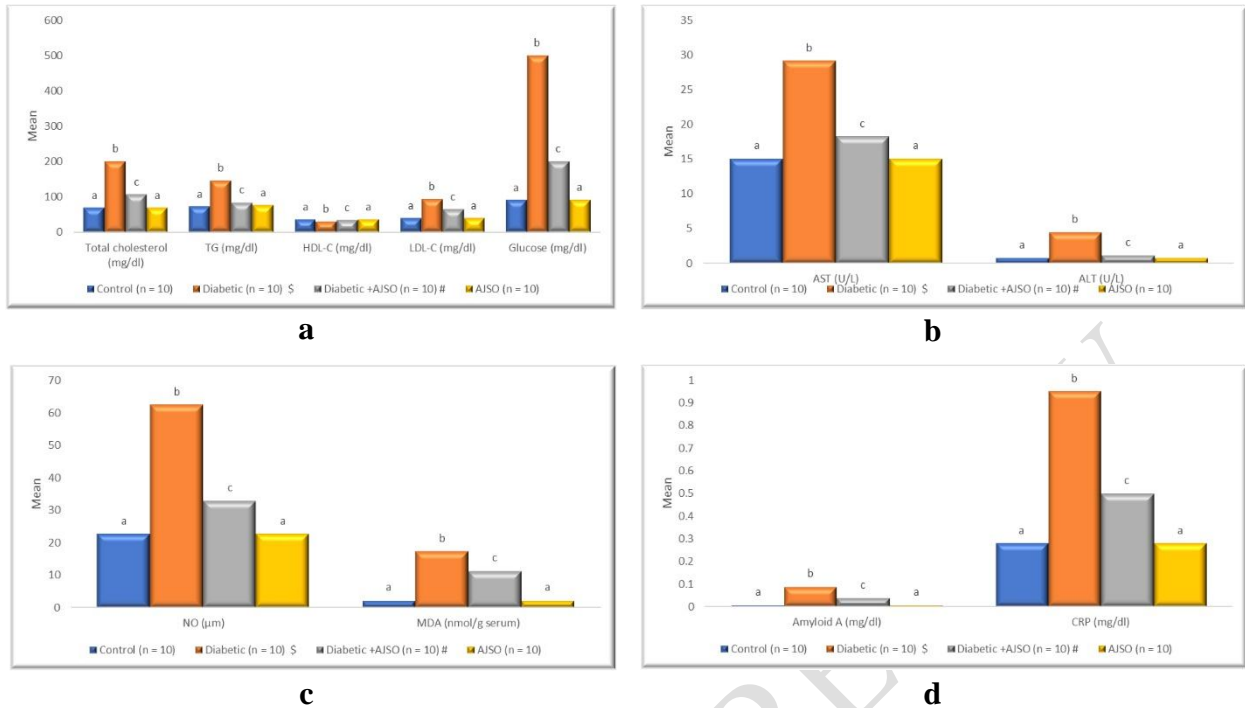 600
500
400
300
200
100
0
Mean
a b c a
a b c a
a b c a
a b c a
a b c a
Total cholesterol (mg/dl)
TG (mg/dl)
HDL-C (mg/dl)
LDL-C (mg/dl)
Glucose (mg/dl)
Control (n = 10) Diabetic (n = 10) $ Diabetic +AJSO (n = 10) # AJSO (n = 10)
a
35
30
25
20
15
10
5
0
Mean
a b c a
a b c a
AST (U/L)
ALT (U/L)
Control (n = 10) Diabetic (n = 10) $ Diabetic +AJSO (n = 10) # AJSO (n = 10)
b
70
60
50
40
30
20
10
0
Mean
a b c a
a b c a
NO (µm)
MDA (nmol/g serum)
Control (n = 10) Diabetic (n = 10) $ Diabetic +AJSO (n = 10) # AJSO (n = 10)
c
1
0.9
0.8
0.7
0.6
0.5
0.4
0.3
0.2
0.1
0
Mean
a b c a
a b c a
Amyloid A (mg/dl)
CRP (mg/dl)
Control (n = 10) Diabetic (n = 10) $ Diabetic +AJSO (n = 10) # AJSO (n = 10)
d